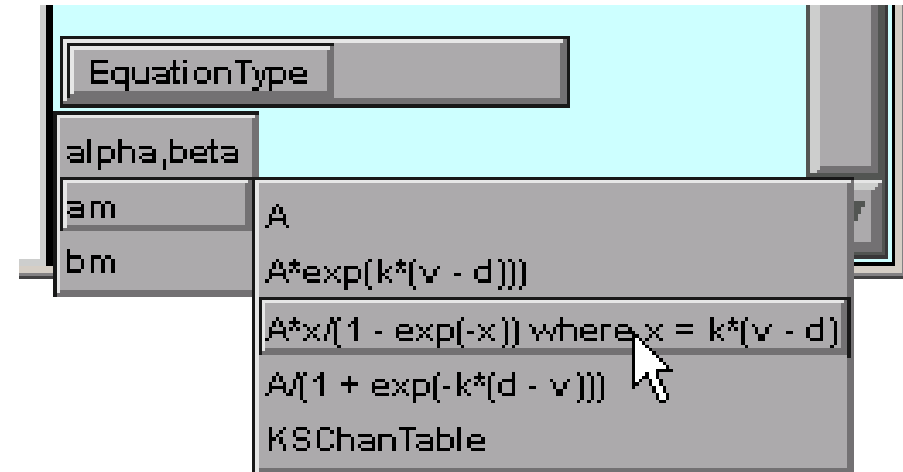 EquationType
alpha,beta
am
bm
A
A*exp(k*(v - d)))
A*x/(1 - exp(-x)) where x = k*(v - d)
A/(1 + exp(-k*(d - v)))
KSChanTable